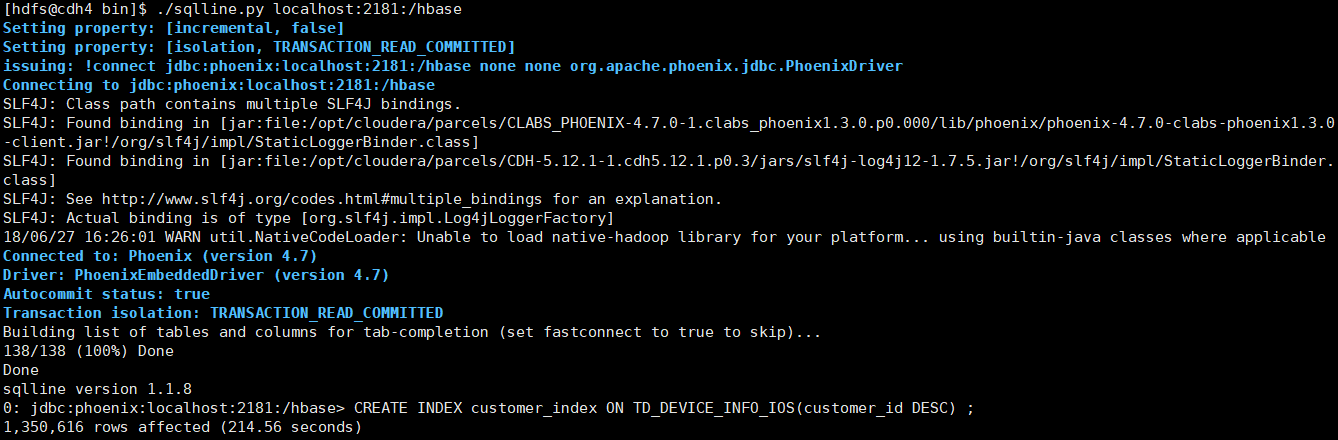 [hdfs@cdh4 bin]$ ./sqlline.py localhost:2181:/hbase
Setting property: [incremental, false]
Setting property: [isolation, TRANSACTION_READ_COMMITTED]
issuing: !connect jdbc:phoenix:localhost:2181:/hbase none none org.apache.phoenix.jdbc.PhoenixDriver
Connecting to jdbc:phoenix:localhost:2181:/hbase
SLF4J: Class path contains multiple SLF4J bindings.
SLF4J: Found binding in [jar:file:/opt/cloudera/parcels/CLABS_PHOENIX-4.7.0-1.clabs_phoenix1.3.0.p0.000/lib/phoenix/phoenix-4.7.0-clabs-phoenix1.3.0
-client.jar!/org/slf4j/impl/StaticLoggerBinder.class]
SLF4J: Found binding in [jar:file:/opt/cloudera/parcels/CDH-5.12.1-1.cdh5.12.1.p0.3/jars/slf4j-log4j12-1.7.5.jar!/org/slf4j/impl/StaticLoggerBinder.
class]
SLF4J: See http://www.slf4j.org/codes.html#multiple_bindings for an explanation.
SLF4J: Actual binding is of type [org.slf4j.impl.Log4jLoggerFactory]
18/06/27 16:26:01 WARN util.NativeCodeLoader: Unable to load native-hadoop library for your platform... using builtin-java classes where applicable
Connected to: Phoenix (version 4.7)
Driver: PhoenixEmbeddedDriver (version 4.7)
Autocommit status: true
Transaction isolation: TRANSACTION_READ_COMMITTED
Building list of tables and columns for tab-completion (set fastconnect to true to skip)...
138/138 (100%) Done
Done
sqlline version 1.1.8
0: jdbc:phoenix:localhost:2181:/hbase> CREATE INDEX customer_index ON TD_DEVICE_INFO_IOS(customer_id DESC) ;
1,350,616 rows affected (214.56 seconds)